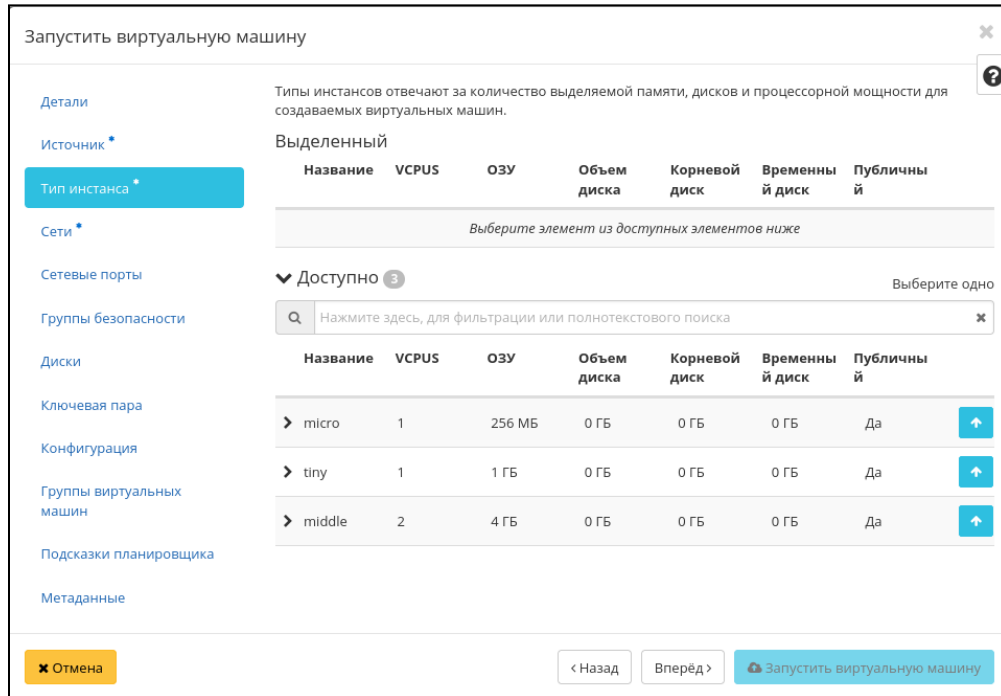 Запустить виртуальную машину
Детали
Источник *
Тип инстанса *
Сети *
Сетевые порты
Группы безопасности
Диски
Ключевая пара
Конфигурация
Группы виртуальных
машин
Подсказки планировщика
Метаданные
Типы инстансов отвечают за количество выделяемой памяти, дисков и процессорной мощности для
создаваемых виртуальных машин.
Выделенный
Название VCPUS ОЗУ Объем Корневой Временны Публичны
диска диск й диск й
Выберите элемент из доступных элементов ниже
Доступно 3
Выберите одно
Нажмите здесь, для фильтрации или полнотекстового поиска
Название VCPUS ОЗУ Объем Корневой Временны Публичны
диска диск й диск й
micro 1 256 МБ 0 ГБ 0 ГБ 0 ГБ Да
tiny 1 1 ГБ 0 ГБ 0 ГБ 0 ГБ Да
middle 2 4 ГБ 0 ГБ 0 ГБ 0 ГБ Да
Отмена
‹ Назад
Вперёд ›
Запустить виртуальную машину